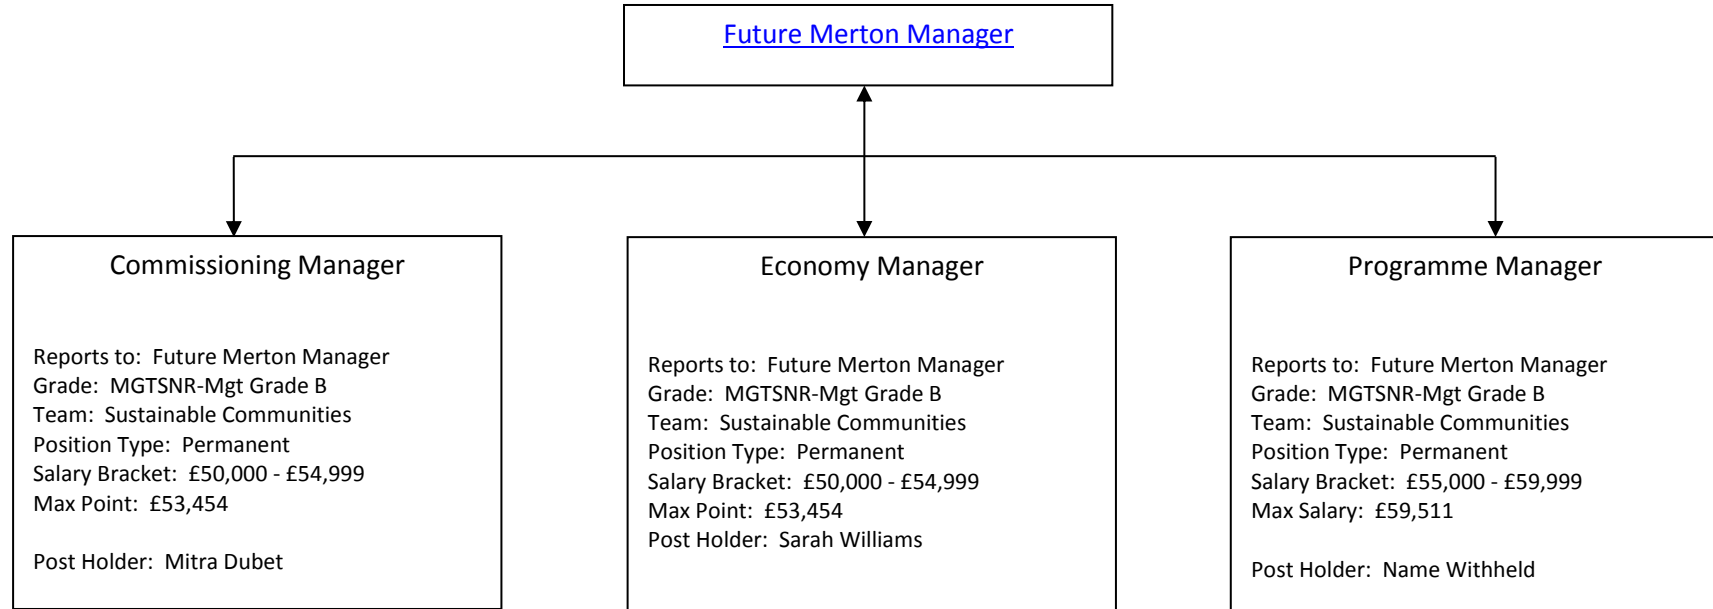 Future Merton Manager
Commissioning Manager
Reports to: Future Merton Manager
Grade: MGTSNR-Mgt Grade B
Team: Sustainable Communities
Position Type: Permanent
Salary Bracket: £50,000 - £54,999
Max Point: £53,454
Post Holder: Mitra Dubet
Economy Manager
Reports to: Future Merton Manager
Grade: MGTSNR-Mgt Grade B
Team: Sustainable Communities
Position Type: Permanent
Salary Bracket: £50,000 - £54,999
Max Point: £53,454
Post Holder: Sarah Williams
Programme Manager
Reports to: Future Merton Manager
Grade: MGTSNR-Mgt Grade B
Team: Sustainable Communities
Position Type: Permanent
Salary Bracket: £55,000 - £59,999
Max Salary: £59,511
Post Holder: Name Withheld